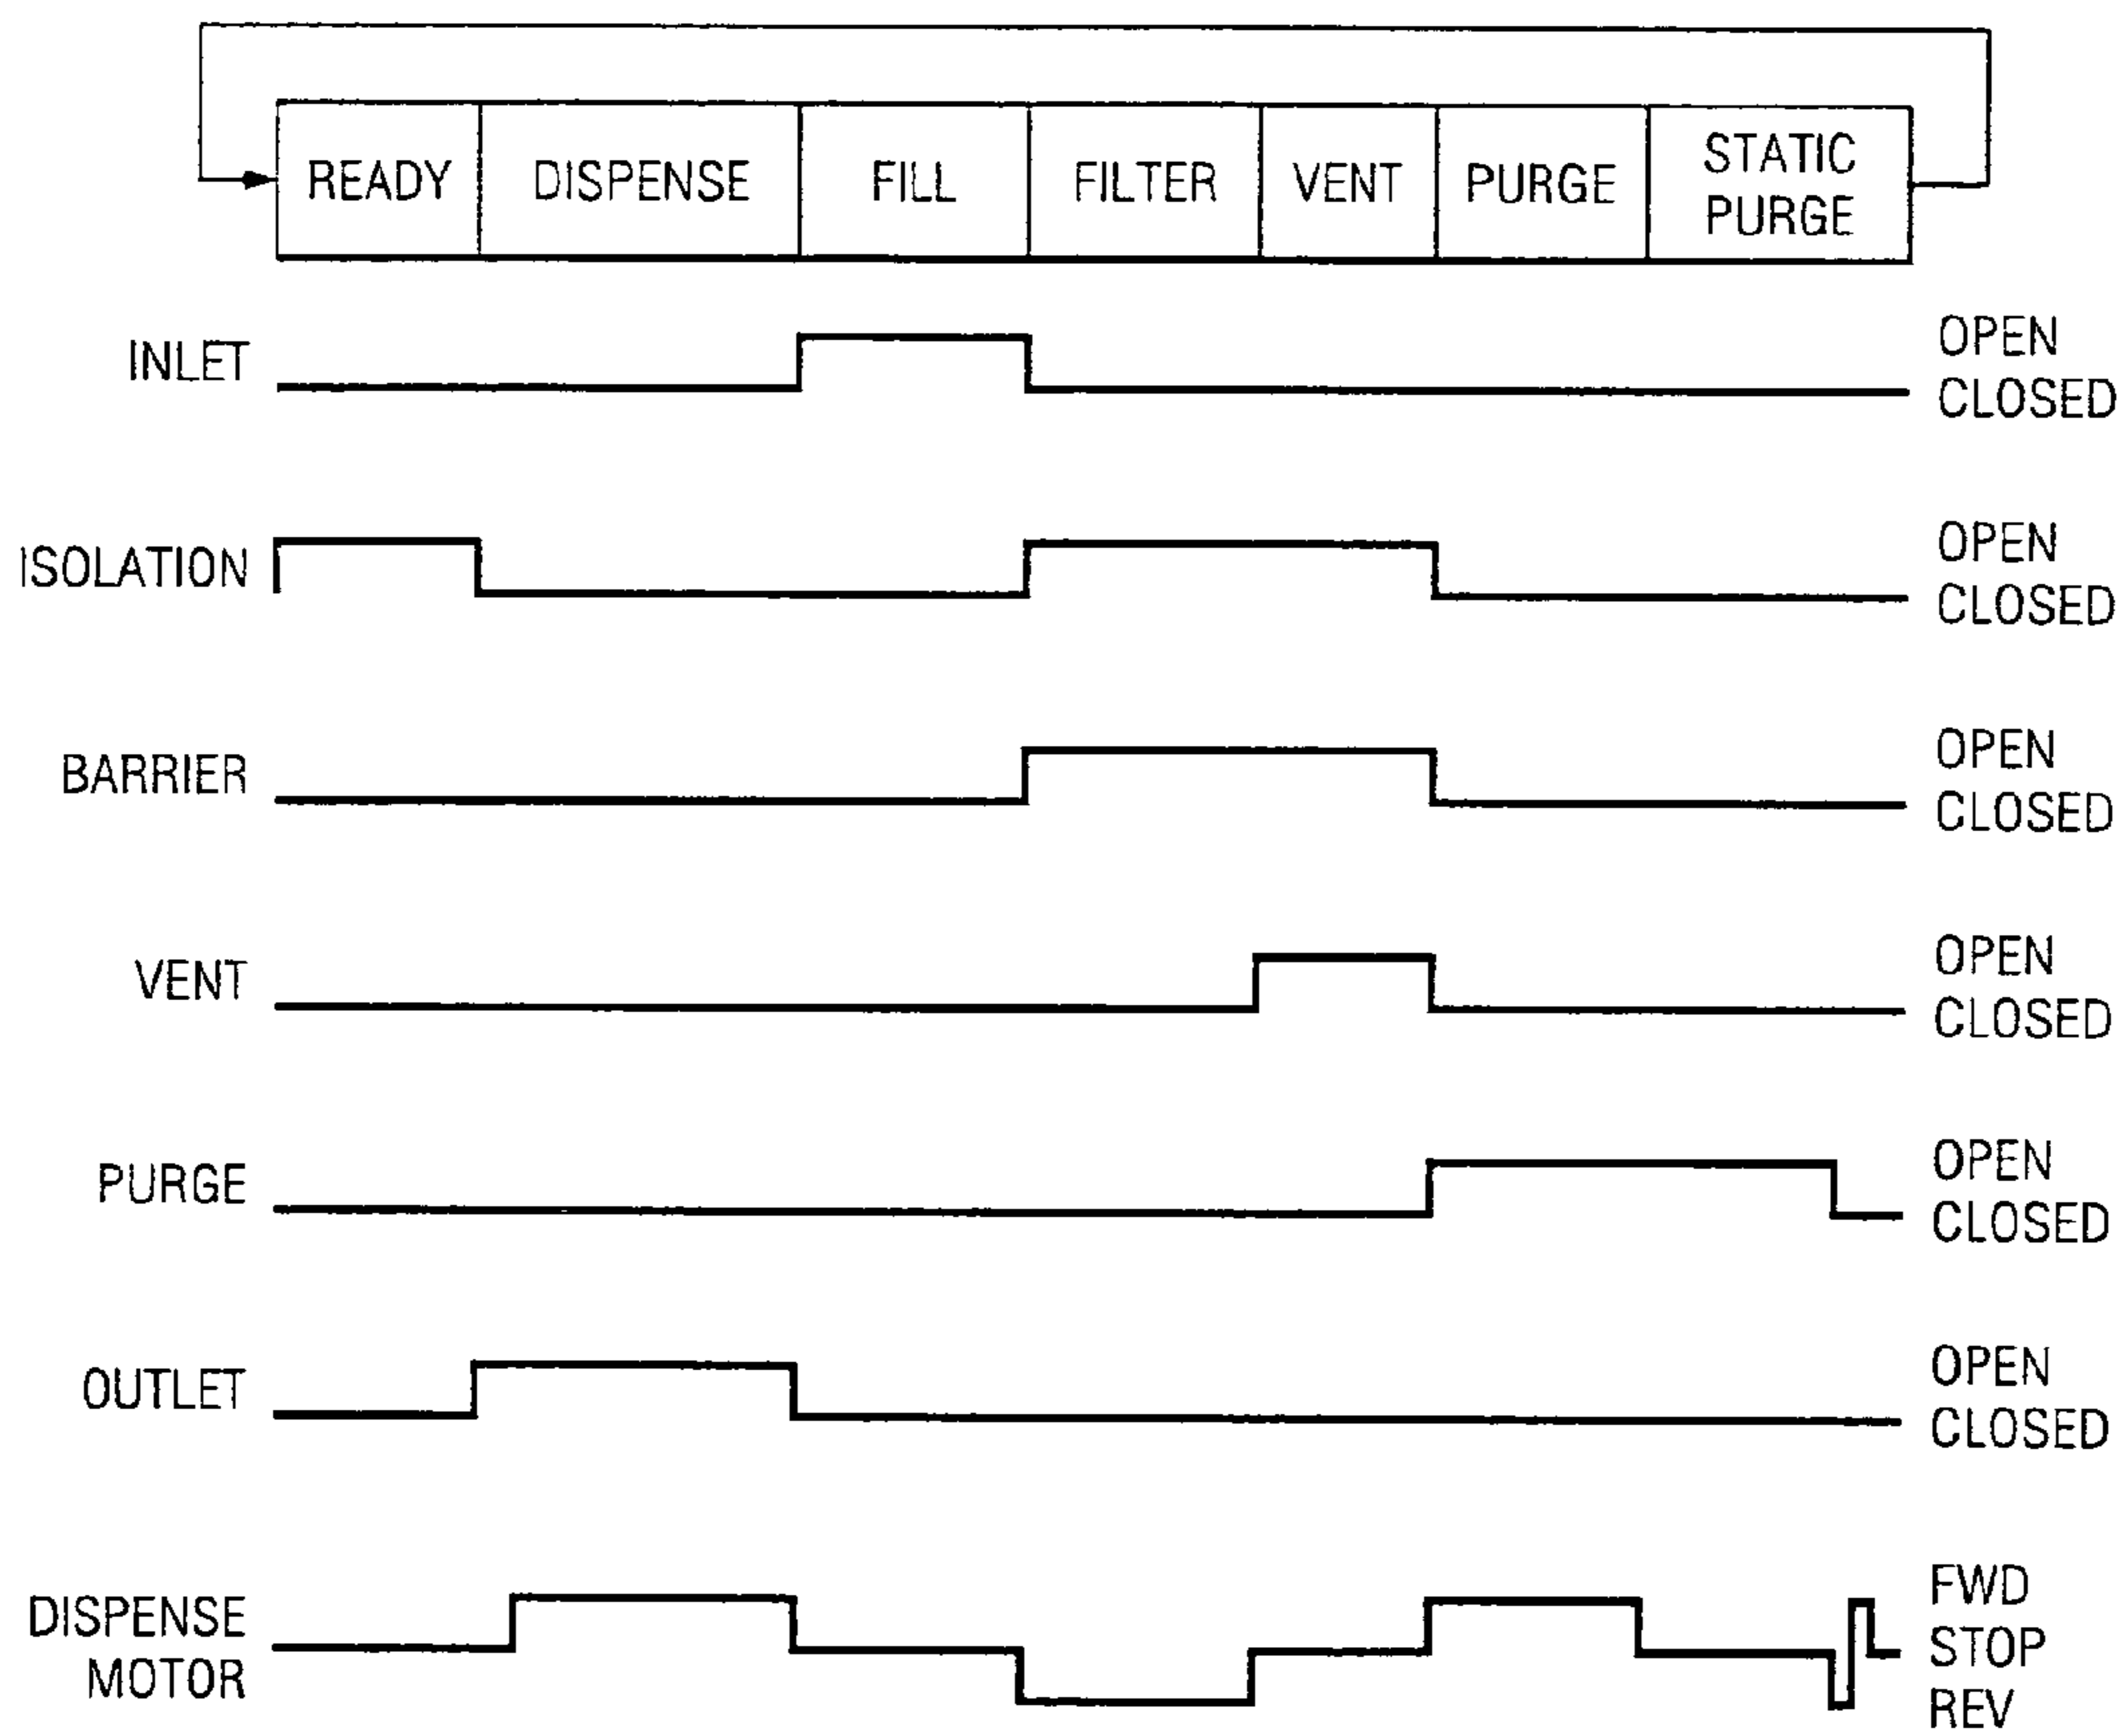 READY DISPENSE FILL FILTER VENT PURGE STATIC PURGE
INLET OPEN
CLOSED
ISOLATION OPEN
CLOSED
BARRIER OPEN
CLOSED
VENT OPEN
CLOSED
PURGE OPEN
CLOSED
OUTLET OPEN
CLOSED
DISPENSE MOTOR FWD
STOP
REV